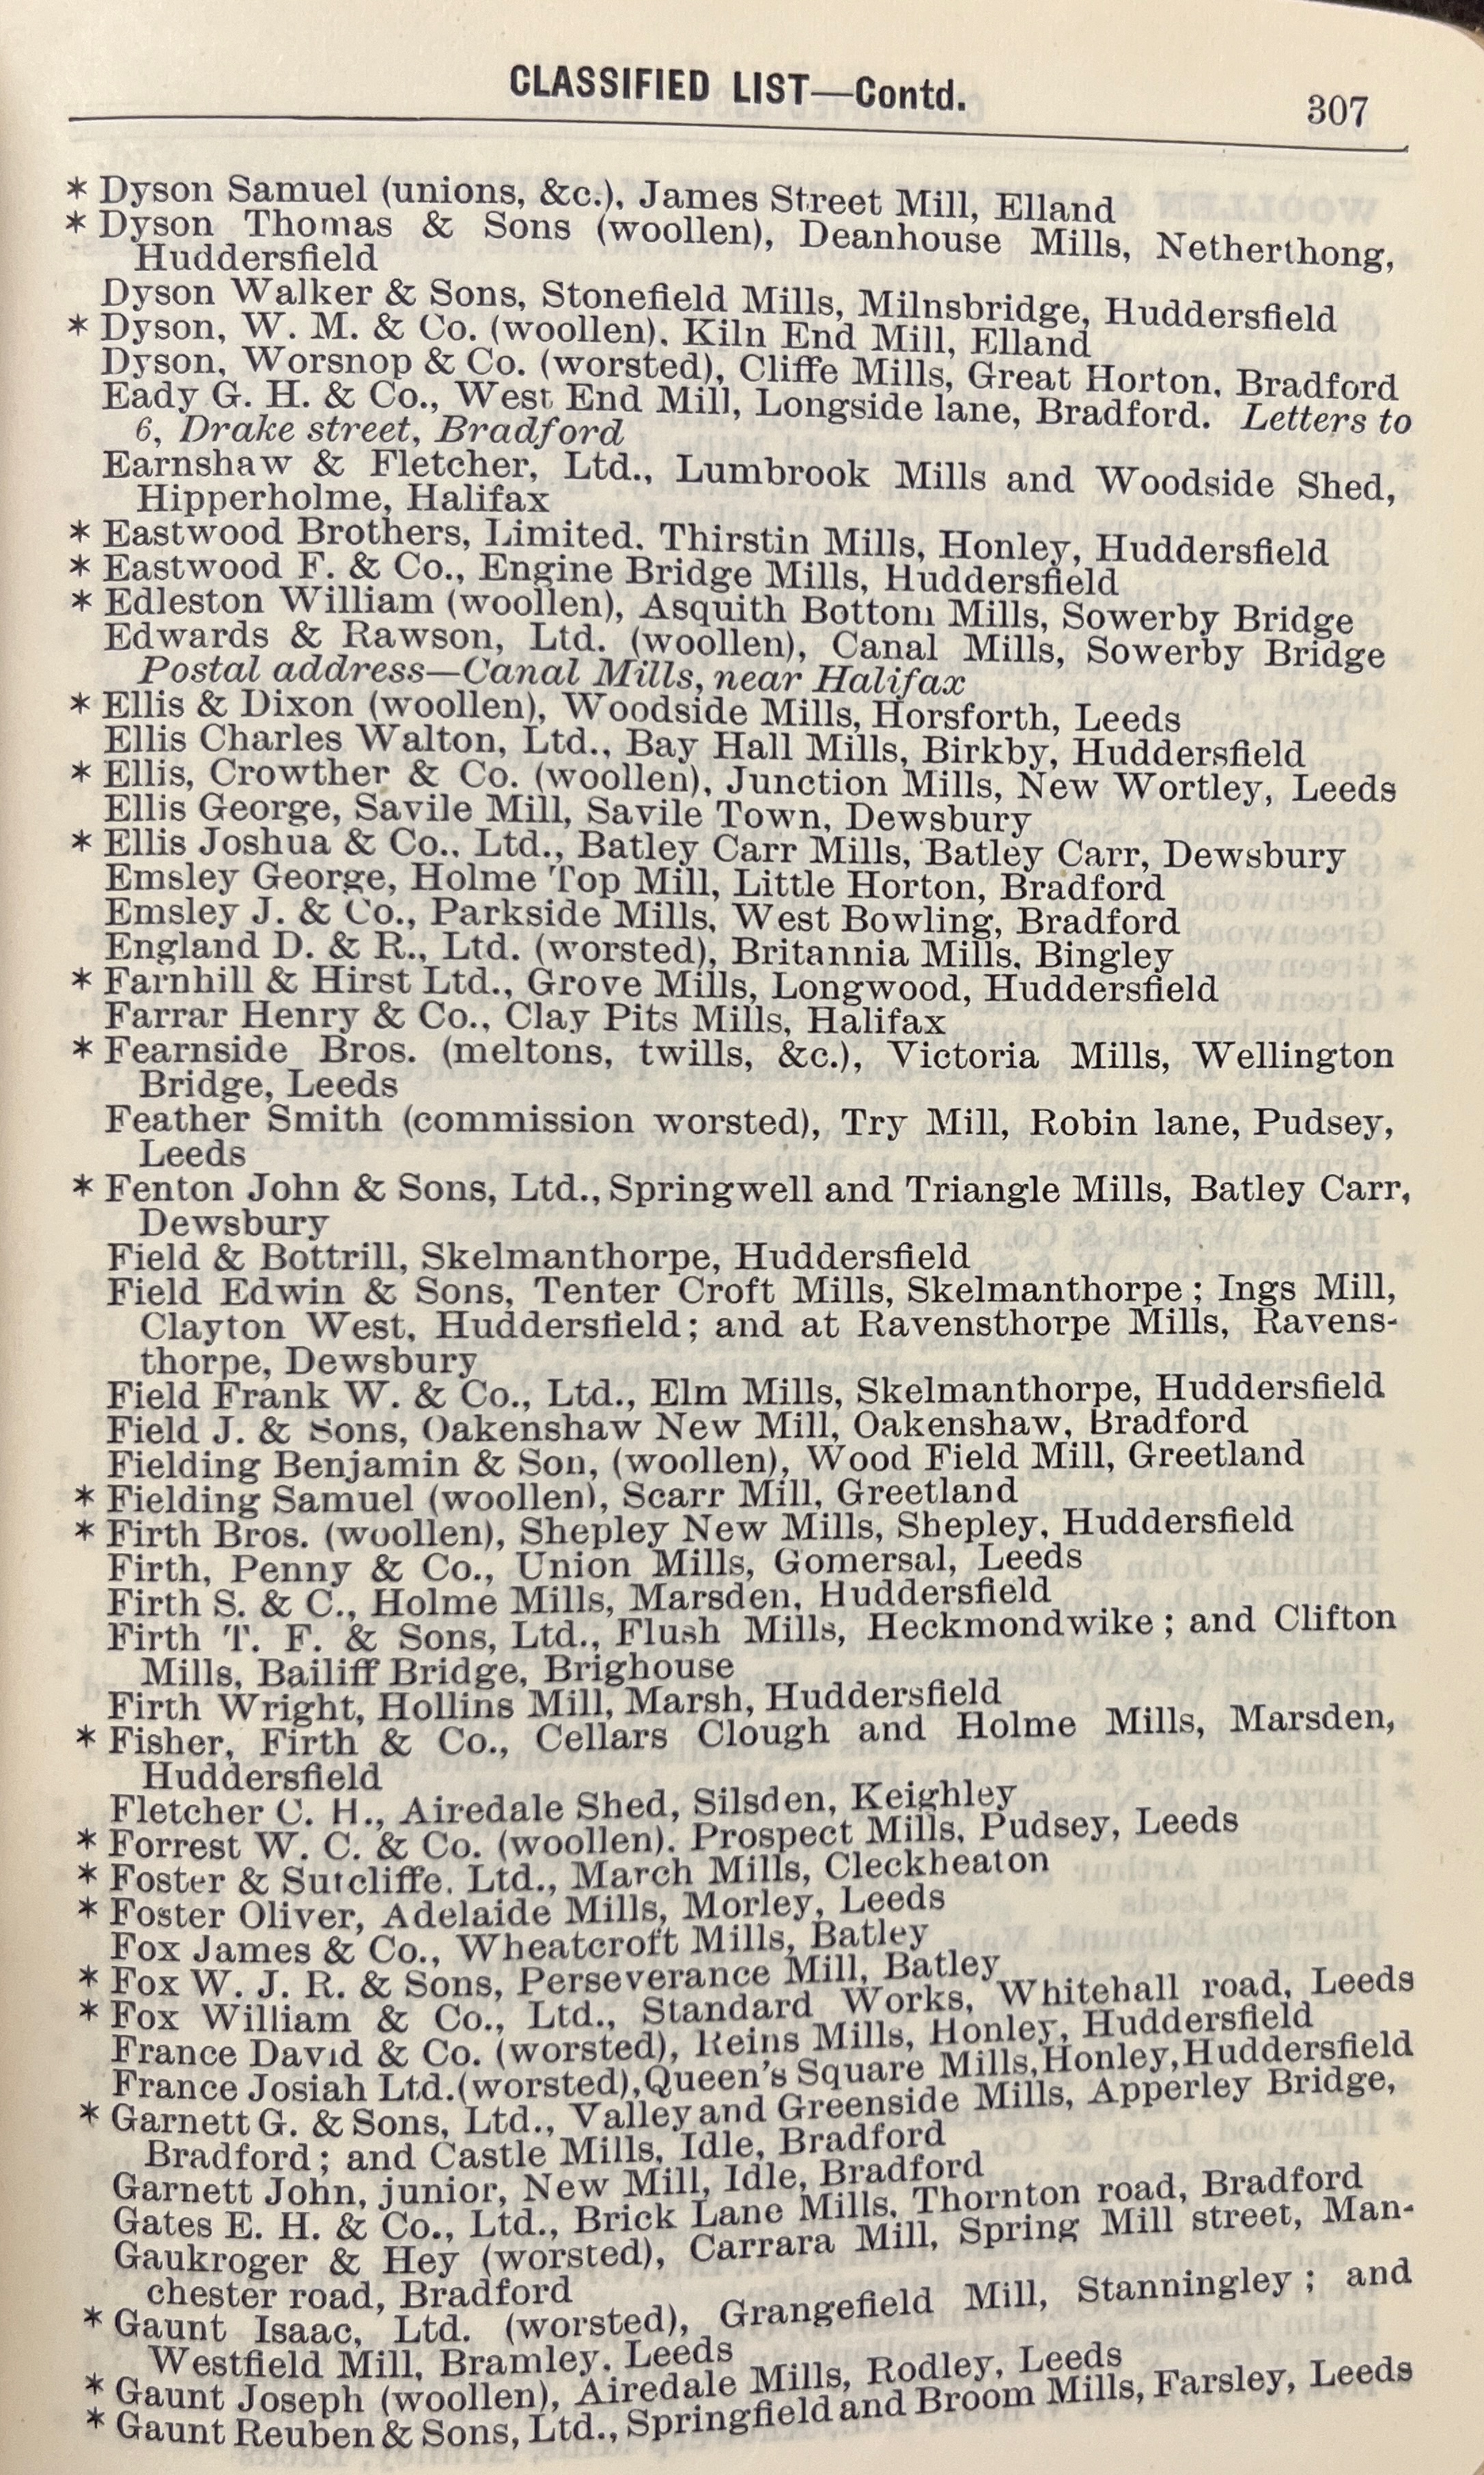 CLASSIFIED LIST—Contd.
307
* Dyson Samuel (unions, &c.), James Street Mill, Elland
* Dyson Thomas & Sons (woollen), Deanhouse Mills, Netherthong,
Huddersfield
Dyson Walker & Sons, Stonefield Mills, Milnsbridge, Huddersfield
* Dyson, W. M. & Co. (woollen), Kiln End Mill, Elland
Dyson, Worsnop & Co. (worsted), Cliffe Mills, Great Horton, Bradford
Eady G. H. & Co., West End Mill, Longside lane, Bradford. Letters to
6, Drake street, Bradford
Earnshaw & Fletcher, Ltd., Lumbrook Mills and Woodside Shed,
Hipperholme, Halifax
* Eastwood Brothers, Limited. Thirstin Mills, Honley, Huddersfield
* Eastwood F. & Co., Engine Bridge Mills, Huddersfield
* Edleston William (woollen), Asquith Bottom Mills, Sowerby Bridge
Edwards & Rawson, Ltd. (woollen), Canal Mills, Sowerby Bridge
Postal address—Canal Mills, near Halifax
* Ellis & Dixon (woollen), Woodside Mills, Horsforth, Leeds
Ellis Charles Walton, Ltd., Bay Hall Mills, Birkby, Huddersfield
* Ellis, Crowther & Co. (woollen), Junction Mills, New Wortley, Leeds
Ellis George, Savile Mill, Savile Town, Dewsbury
* Ellis Joshua & Co., Ltd., Batley Carr Mills, Batley Carr, Dewsbury
Emsley George, Holme Top Mill, Little Horton, Bradford
Emsley J. & Co., Parkside Mills, West Bowling, Bradford
England D. & R., Ltd. (worsted), Britannia Mills, Bingley
* Farnhill & Hirst Ltd., Grove Mills, Longwood, Huddersfield
Farrar Henry & Co., Clay Pits Mills, Halifax
* Fearnside Bros. (meltons, twills, &c.), Victoria Mills, Wellington
Bridge, Leeds
Feather Smith (commission worsted), Try Mill, Robin lane, Pudsey,
Leeds
* Fenton John & Sons, Ltd., Springwell and Triangle Mills, Batley Carr,
Dewsbury
Field & Bottrill, Skelmanthorpe, Huddersfield
Field Edwin & Sons, Tenter Croft Mills, Skelmanthorpe; Ings Mill,
Clayton West, Huddersfield; and at Ravensthorpe Mills, Ravens-
thorpe, Dewsbury
Field Frank W. & Co., Ltd., Elm Mills, Skelmanthorpe, Huddersfield
Field J. & Sons, Oakenshaw New Mill, Oakenshaw, Bradford
Fielding Benjamin & Son, (woollen), Wood Field Mill, Greetland
* Fielding Samuel (woollen), Scarr Mill, Greetland
* Firth Bros. (woollen), Shepley New Mills, Shepley, Huddersfield
Firth, Penny & Co., Union Mills, Gomersal, Leeds
Firth S. & C., Holme Mills, Marsden, Huddersfield
Firth T. F. & Sons, Ltd., Flush Mills, Heckmondwike; and Clifton
Mills, Bailiff Bridge, Brighouse
Firth Wright, Hollins Mill, Marsh, Huddersfield
* Fisher, Firth & Co., Cellars Clough and Holme Mills, Marsden,
Huddersfield
Fletcher C. H., Airedale Shed, Silsden, Keighley
* Forrest W. C. & Co. (woollen), Prospect Mills, Pudsey, Leeds
* Foster & Sutcliffe, Ltd., March Mills, Cleckheaton
* Foster Oliver, Adelaide Mills, Morley, Leeds
Fox James & Co., Wheatcroft Mills, Batley
* Fox W. J. R. & Sons, Perseverance Mill, Batley
* Fox William & Co., Ltd., Standard Works, Whitehall road, Leeds
France David & Co. (worsted), Reins Mills, Honley, Huddersfield
France Josiah Ltd.(worsted),Queen's Square Mills,Honley,Huddersfield
* Garnett G. & Sons, Ltd., Valley and Greenside Mills, Apperley Bridge,
Bradford; and Castle Mills, Idle, Bradford
Garnett John, junior, New Mill, Idle, Bradford
Gates E. H. & Co., Ltd., Brick Lane Mills, Thornton road, Bradford
Gaukroger & Hey (worsted), Carrara Mill, Spring Mill street, Man-
chester road, Bradford
* Gaunt Isaac, Ltd. (worsted), Grangefield Mill, Stanningley; and
Westfield Mill, Bramley, Leeds
* Gaunt Joseph (woollen), Airedale Mills, Rodley, Leeds
* Gaunt Reuben & Sons, Ltd., Springfield and Broom Mills, Farsley, Leeds